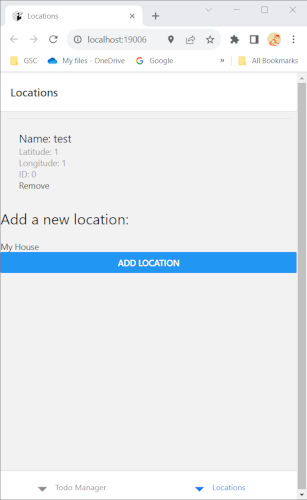 Locations
localhost:19006
GSC
My files - OneDrive
Google
»
All Bookmarks
Locations
Name: test
Latitude: 1
Longitude: 1
ID: 0
Remove
Add a new location:
My House
ADD LOCATION
Todo Manager
Locations